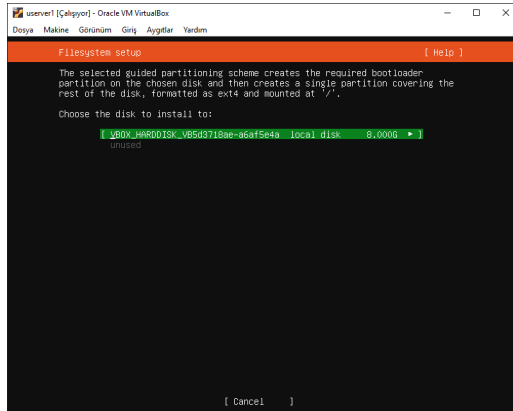 userver1 [Çalışıyor] - Oracle VM VirtualBox
Dosya Makine Görünüm Giriş Aygıtlar Yardım
Filesystem setup [ Help ]
The selected guided partitioning scheme creates the required bootloader
partition on the chosen disk and then creates a single partition covering the
rest of the disk, formatted as ext4 and mounted at '/'.
Choose the disk to install to:
[ VBOX_HARDDISK_VB5d3718ae-a6af5e4a local disk 8.000G ► ]
unused
[ Cancel ]